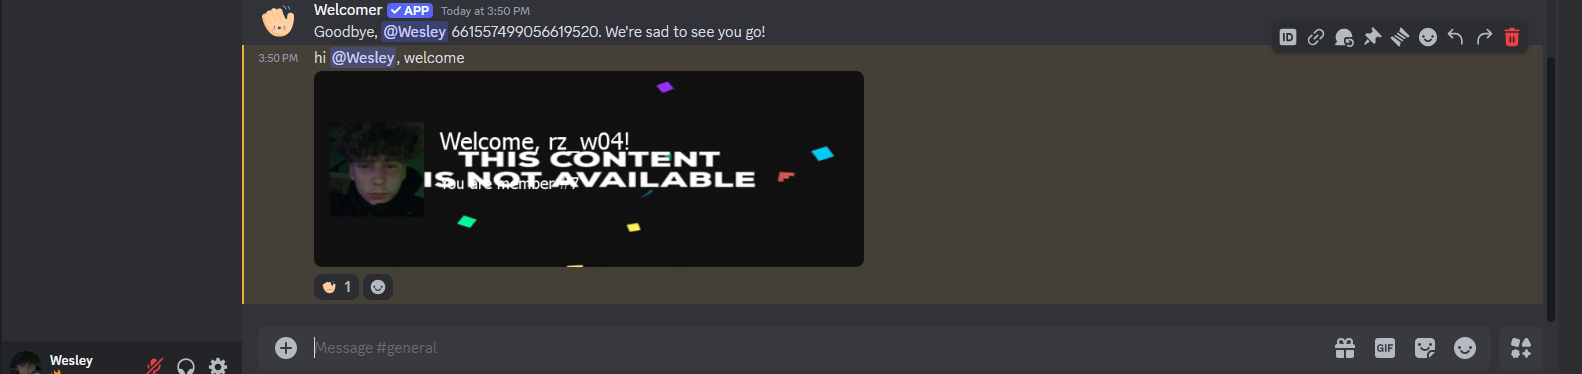 Welcomer APP Today at 3:50 PM
Goodbye, @Wesley 661557499056619520. We're sad to see you go!
ID
3:50 PM hi @Wesley, welcome
Welcome, rz_w04!
THIS CONTENT
IS NOT AVAILABLE
You are member #7
1
Wesley
Message #general
GIF